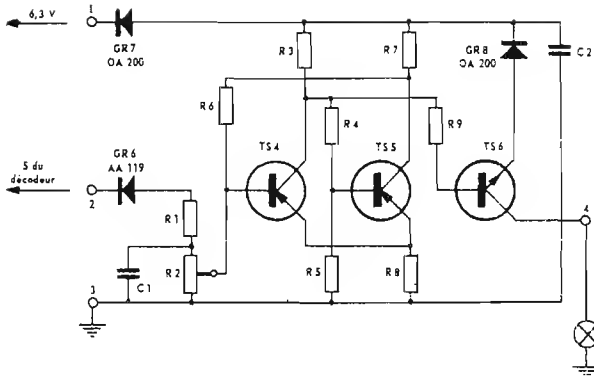 6,3 V
1
GR7
OA 200
R3
R7
GR8
OA 200
C2
R6
R4
R9
TS4
TS5
TS6
5 du
décodeur
GR6
AA 119
2
R1
4
C1
R2
R5
R8
3